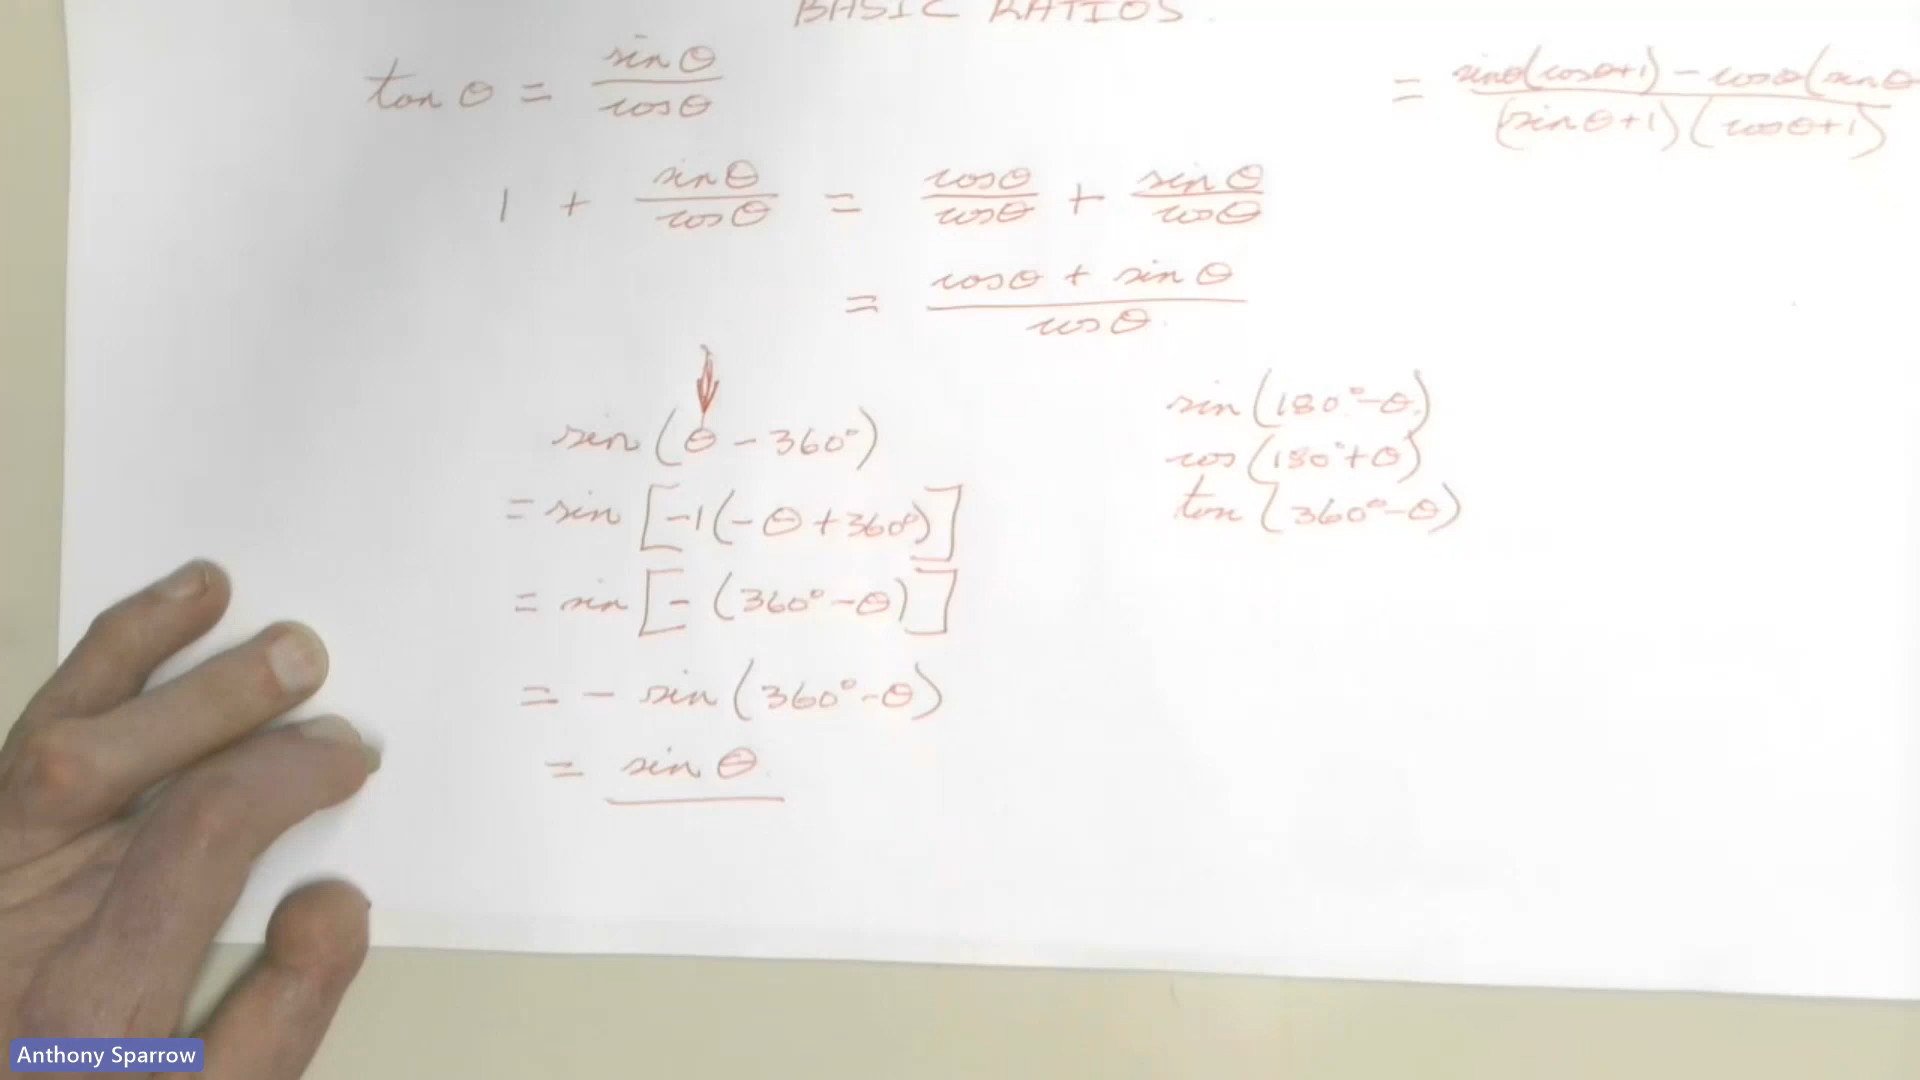 BASIC RATIOS.
tan θ = sinθ / cosθ
= sinθ(cosθ+1) - cosθ(sinθ / (sinθ+1)(cosθ+1)
1 + sinθ / cosθ = cosθ / cosθ + sinθ / cosθ
= cosθ + sinθ / cosθ
sin(θ - 360°)
= sin [-1(-θ+360°)]
= sin [-(360°-θ)]
= - sin(360°-θ)
= sin θ
sin(180°-θ)
cos(180°+θ)
tan(360°-θ)
Anthony Sparrow